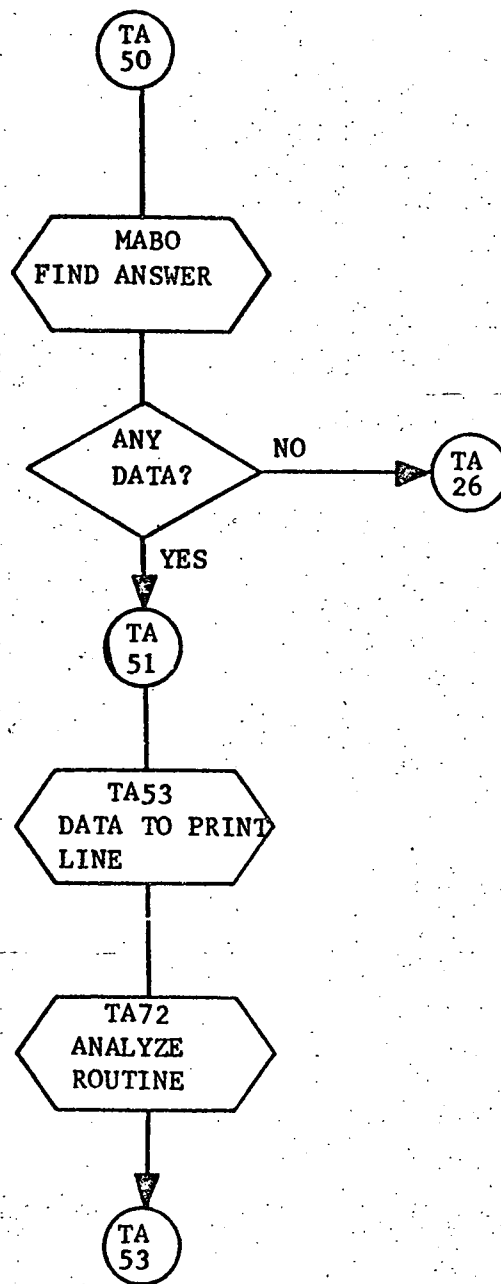 TA
50
MABO
FIND ANSWER
ANY
DATA?
NO
TA
26
YES
TA
51
TA53
DATA TO PRINT
LINE
TA72
ANALYZE
ROUTINE
TA
53